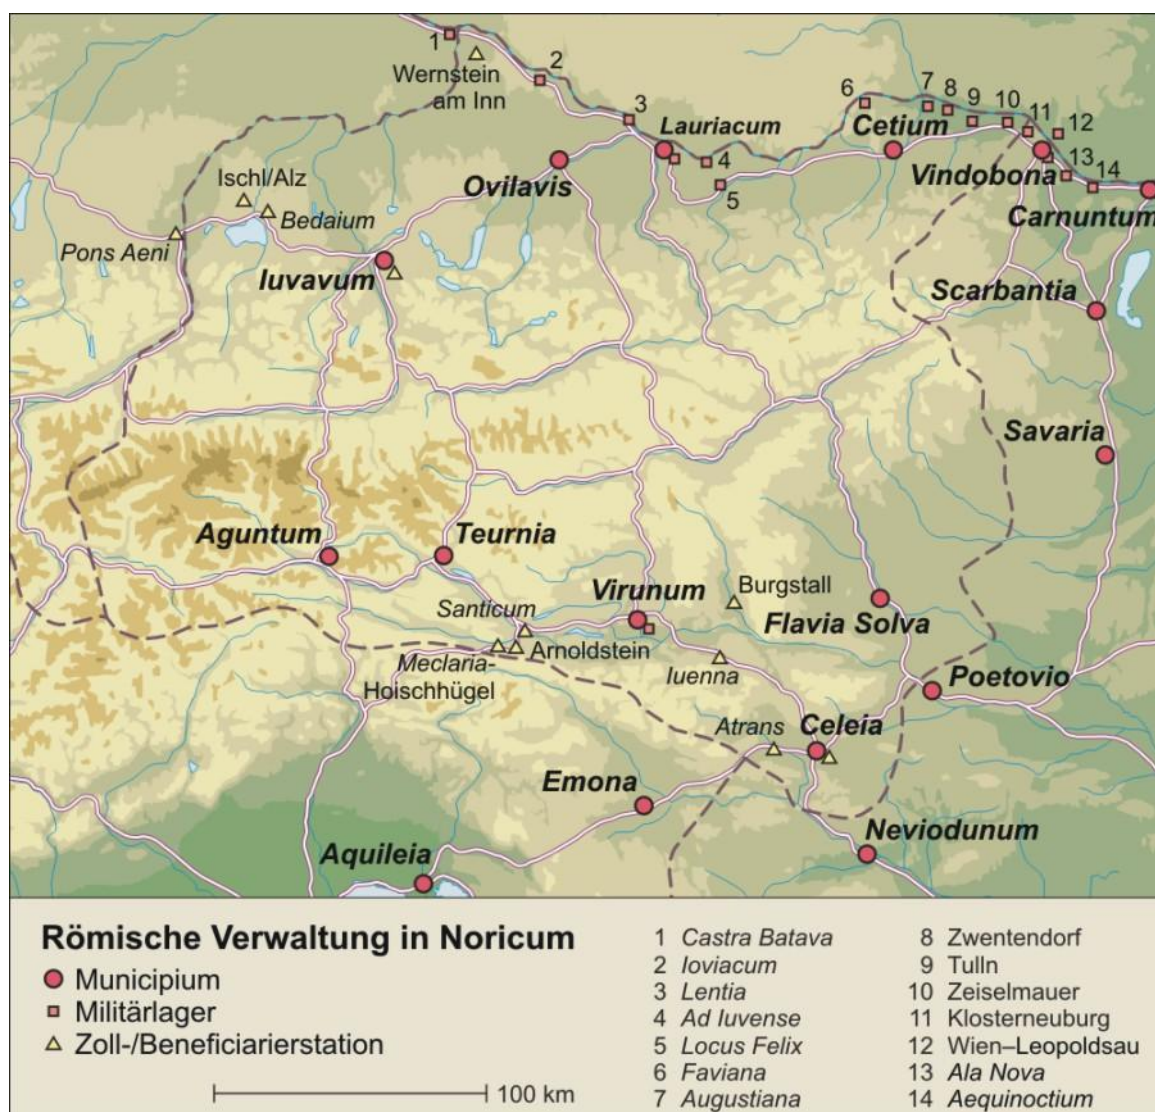 1
Wernstein
am Inn
2
3
Lauriacum
4
5
6
7
8
9
10
11
12
Cetium
Ovilavis
Vindobona
13
14
Carnuntum
Ischl/Alz
Bedaium
Pons Aeni
Iuvavum
Scarbantia
Savaria
Aguntum
Teurnia
Santicum
Virunum
Burgstall
Flavia Solva
Arnoldstein
Meclaria-
Hoischhügel
Iuenna
Poetovio
Atrans
Celeia
Emona
Neviodunum
Aquileia
Römische Verwaltung in Noricum
Municipium
Militärlager
Zoll-/Beneficiarierstation
100 km
1 Castra Batava
2 Ioviacum
3 Lentia
4 Ad Iuvense
5 Locus Felix
6 Faviana
7 Augustiana
8 Zwentendorf
9 Tulln
10 Zeiselmauer
11 Klosterneuburg
12 Wien–Leopoldsau
13 Ala Nova
14 Aequinoctium